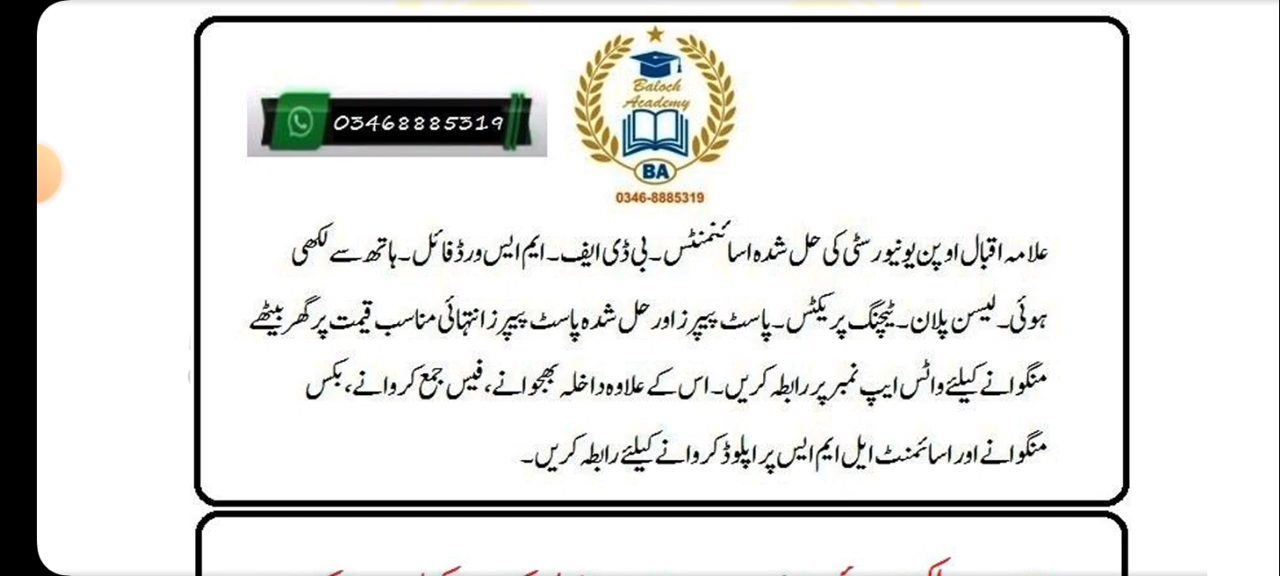 03468885319
Baloch
Academy
BA
0346-8885319
علامہ اقبال اوپن یونیورسٹی کی حل شدہ اسائنمنٹس۔ پی ڈی ایف۔ ایم ایس ورڈ فائل۔ ہاتھ سے لکھی
ہوئی۔ لیسن پلان۔ ٹیچنگ پریکٹس۔ پاسٹ پیپرز اور حل شدہ پاسٹ پیپرز انتہائی مناسب قیمت پر گھر بیٹھے
منگوانے کیلئے واٹس ایپ نمبر پر رابطہ کریں۔ اس کے علاوہ داخلہ بھجوانے، فیس جمع کروانے، بکس
منگوانے اور اسائمنٹ ایل ایم ایس پر اپلوڈ کروانے کیلئے رابطہ کریں۔